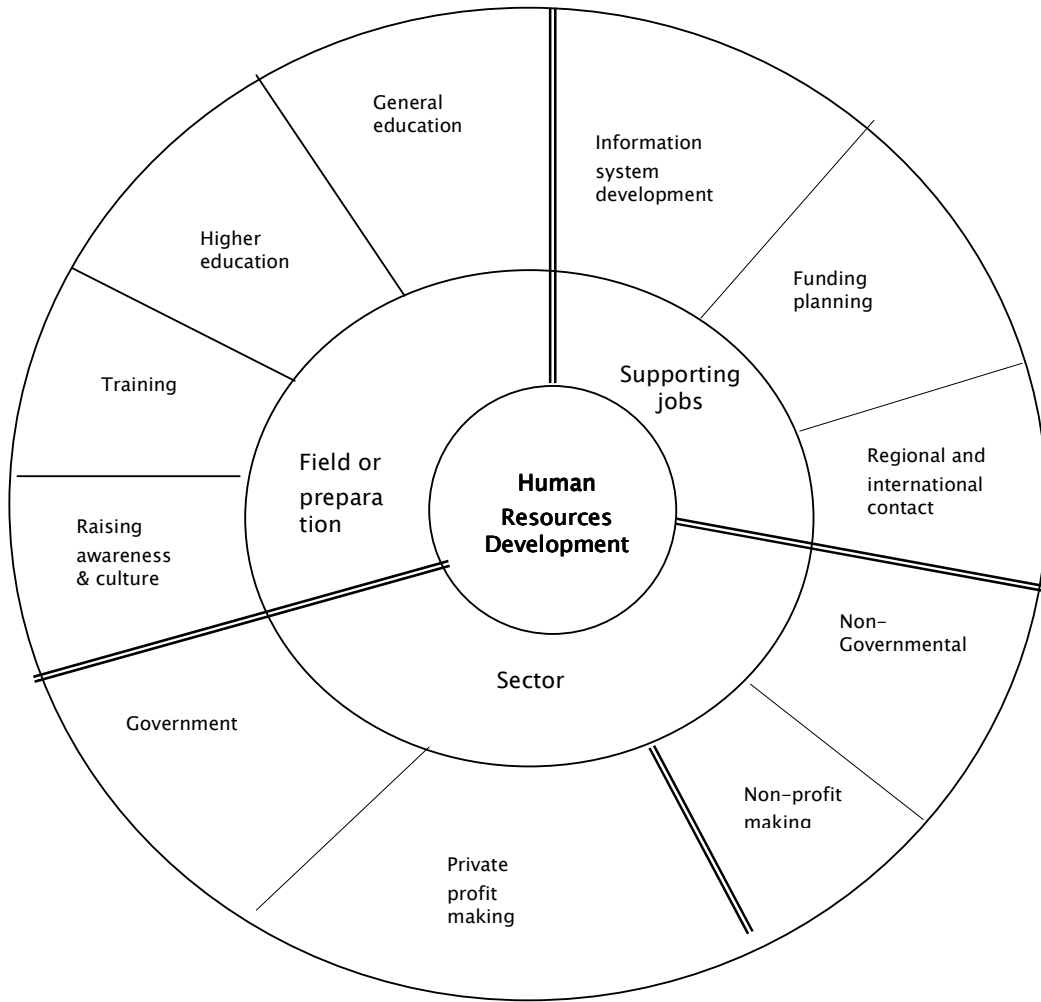 General
education
Information
system
development
Higher
education
Funding
planning
Training
Supporting
jobs
Field or
prepara
tion
Human
Resources
Development
Regional and
international
contact
Raising
awareness
& culture
Non-
Governmental
Sector
Government
Non-profit
making
Private
profit
making